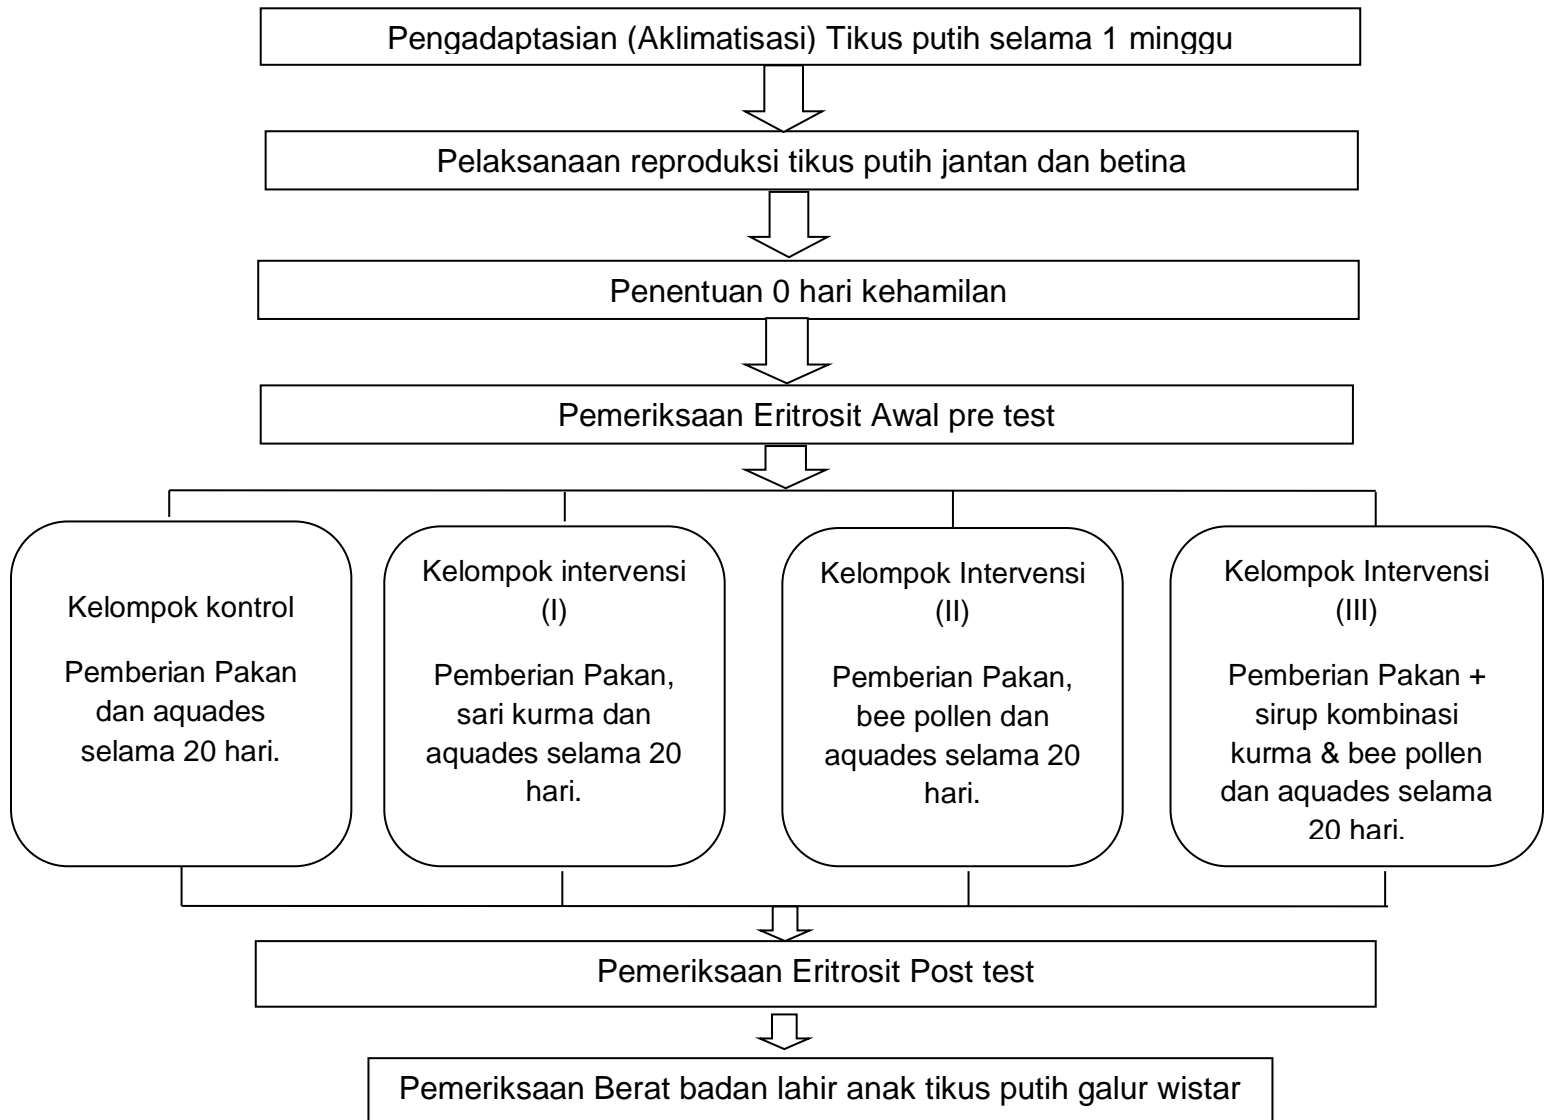 Pengadaptasian (Aklimatisasi) Tikus putih selama 1 minggu
Pelaksanaan reproduksi tikus putih jantan dan betina
Penentuan 0 hari kehamilan
Pemeriksaan Eritrosit Awal pre test
Kelompok kontrol
Pemberian Pakan
dan aquades
selama 20 hari.
Kelompok intervensi
(I)
Pemberian Pakan,
sari kurma dan
aquades selama 20
hari.
Kelompok Intervensi
(II)
Pemberian Pakan,
bee pollen dan
aquades selama 20
hari.
Kelompok Intervensi
(III)
Pemberian Pakan +
sirup kombinasi
kurma & bee pollen
dan aquades selama
20 hari.
Pemeriksaan Eritrosit Post test
Pemeriksaan Berat badan lahir anak tikus putih galur wistar